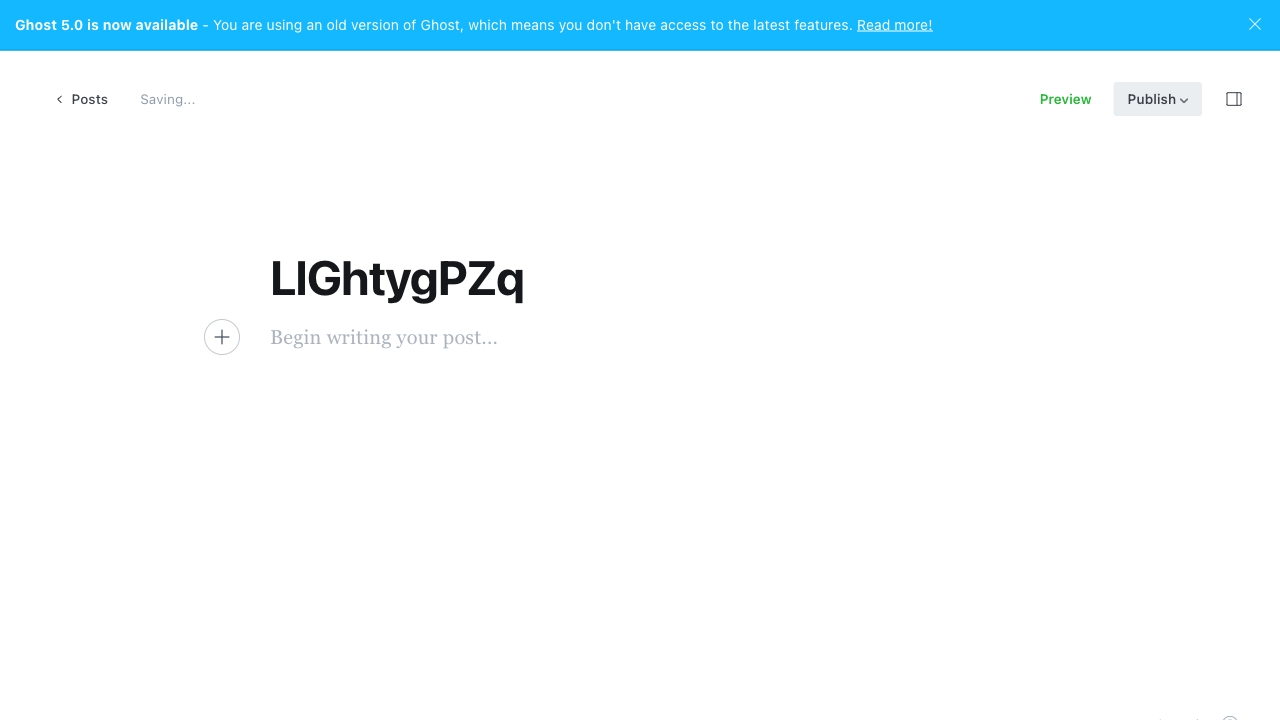 Ghost 5.0 is now available - You are using an old version of Ghost, which means you don't have access to the latest features. Read more!
Posts
Saving...
Preview
Publish
LlGhtygPZq
Begin writing your post...